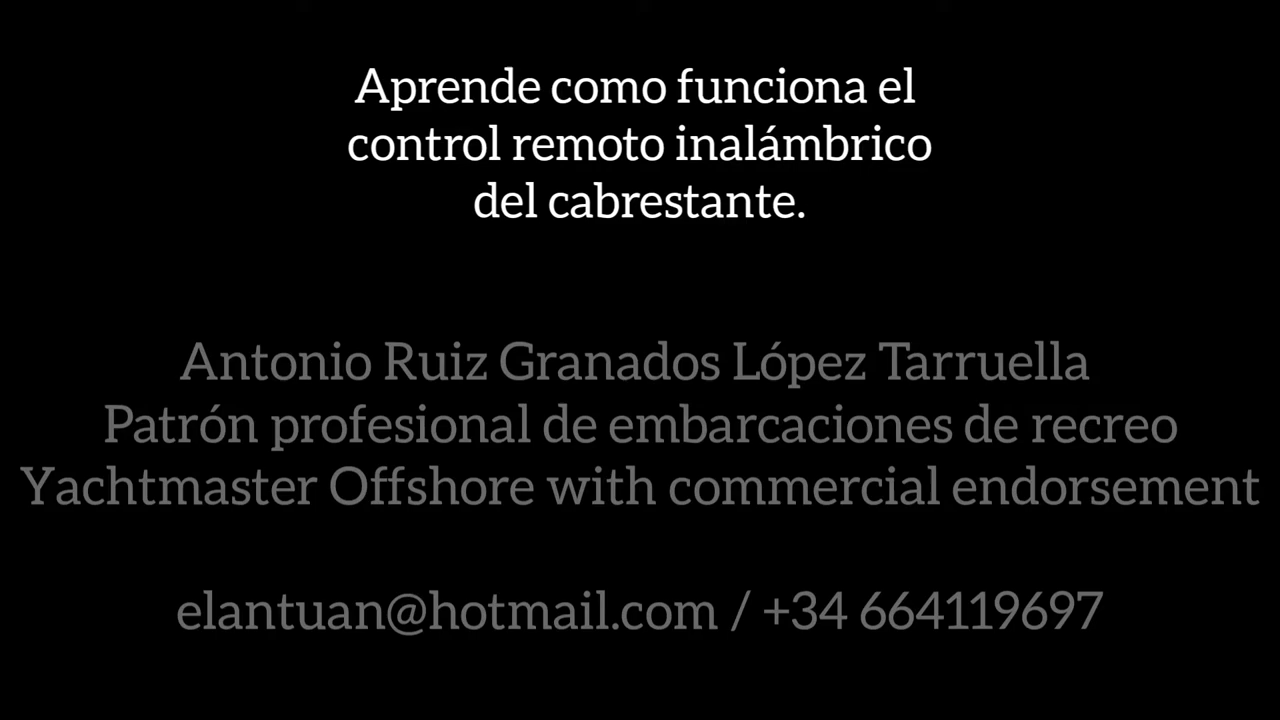 Aprende como funciona el
control remoto inalámbrico
del cabrestante.
Antonio Ruiz Granados López Tarruella
Patrón profesional de embarcaciones de recreo
Yachtmaster Offshore with commercial endorsement
elantuan@hotmail.com / +34 664119697